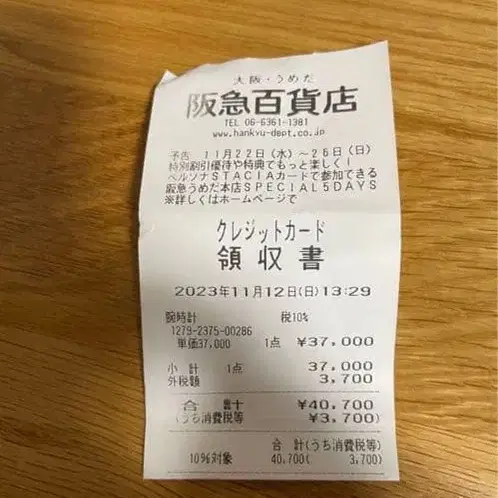 大阪・うめだ
阪急百貨店
TEL 06-6361-1381
www.hankyu-dept.co.jp
予告 11月22日(水)~26日(日)
特別割引優待や特典でもっと楽しく!
ペルソナSTACIAカードで参加できる
阪急うめだ本店SPECIAL5DAYS
※詳しくはホームページで
クレジットカード
領収書
2023年11月12日(日)13:29
腕時計 税10%
1279-2375-00286
単価37,000 1点 ¥37,000
小計 1点 37,000
外税額 3,700
合計 ¥40,700
(うち消費税等 ¥3,700)
合計(うち消費税等)
10%対象 40,700( 3,700)